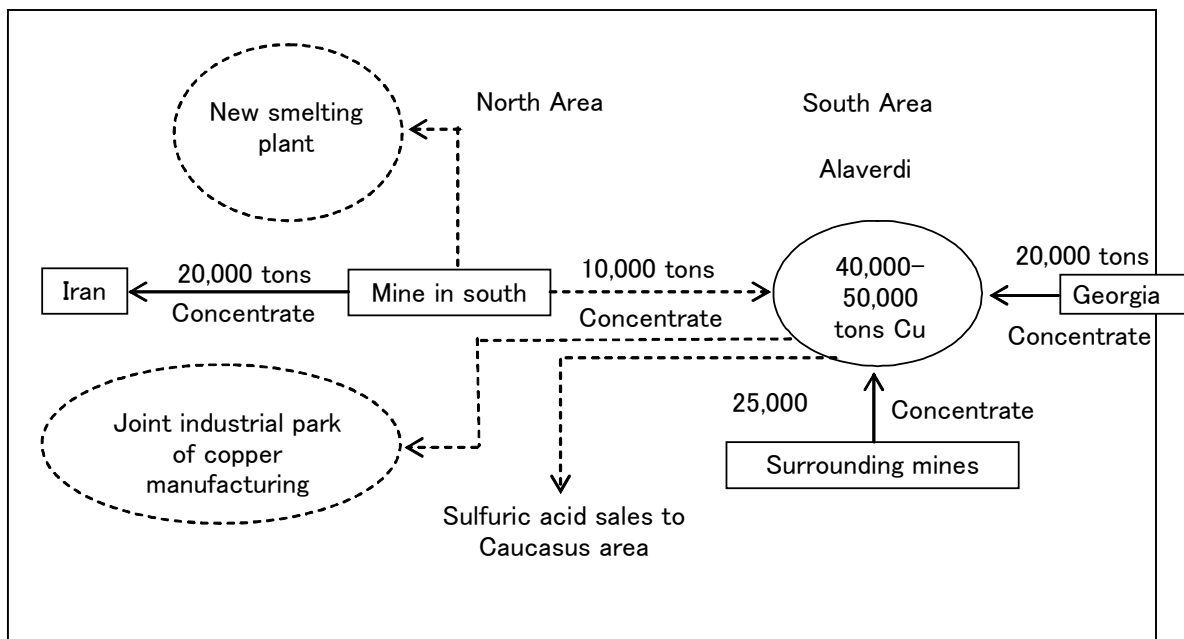 New smelting
plant
North Area
South Area
Alaverdi
Iran
20,000 tons
Concentrate
Mine in south
10,000 tons
Concentrate
40,000–
50,000
tons Cu
20,000 tons
Georgia
Concentrate
25,000
Concentrate
Surrounding mines
Joint industrial park
of copper
manufacturing
Sulfuric acid sales to
Caucasus area